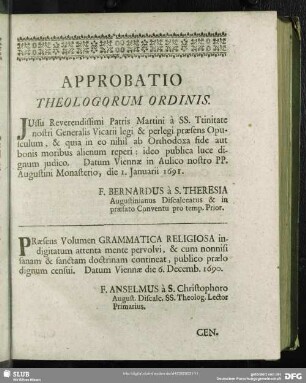 APPROBATIO
THEOLOGORUM ORDINIS.
JUssu Reverendissimi Patris Martini à SS. Trinitate
nostri Generalis Vicarii legi & perlegi præsens Opu-
sculum, & quia in eo nihil ab Orthodoxa fide aut
bonis moribus alienum reperi: ideo publica luce di-
gnum judico. Datum Viennæ in Aulico nostro PP.
Augustini Monasterio, die 1. Januarii 1691.
F. BERNARDUS à S. THERESIA
Augustinianus Discalceatus & in
præfato Conventu pro temp. Prior.
PRæsens Volumen GRAMMATICA RELIGIOSA in-
digitatum attenta mente pervolvi, & cum nonnisi
sanam & sanctam doctrinam contineat, publico prælo
dignum censui. Datum Viennæ die 6. Decemb. 1690.
F. ANSELMUS à S. Christophoro
August. Discalc. SS. Theolog. Lector
Primarius.
CEN.
SLUB
DFG